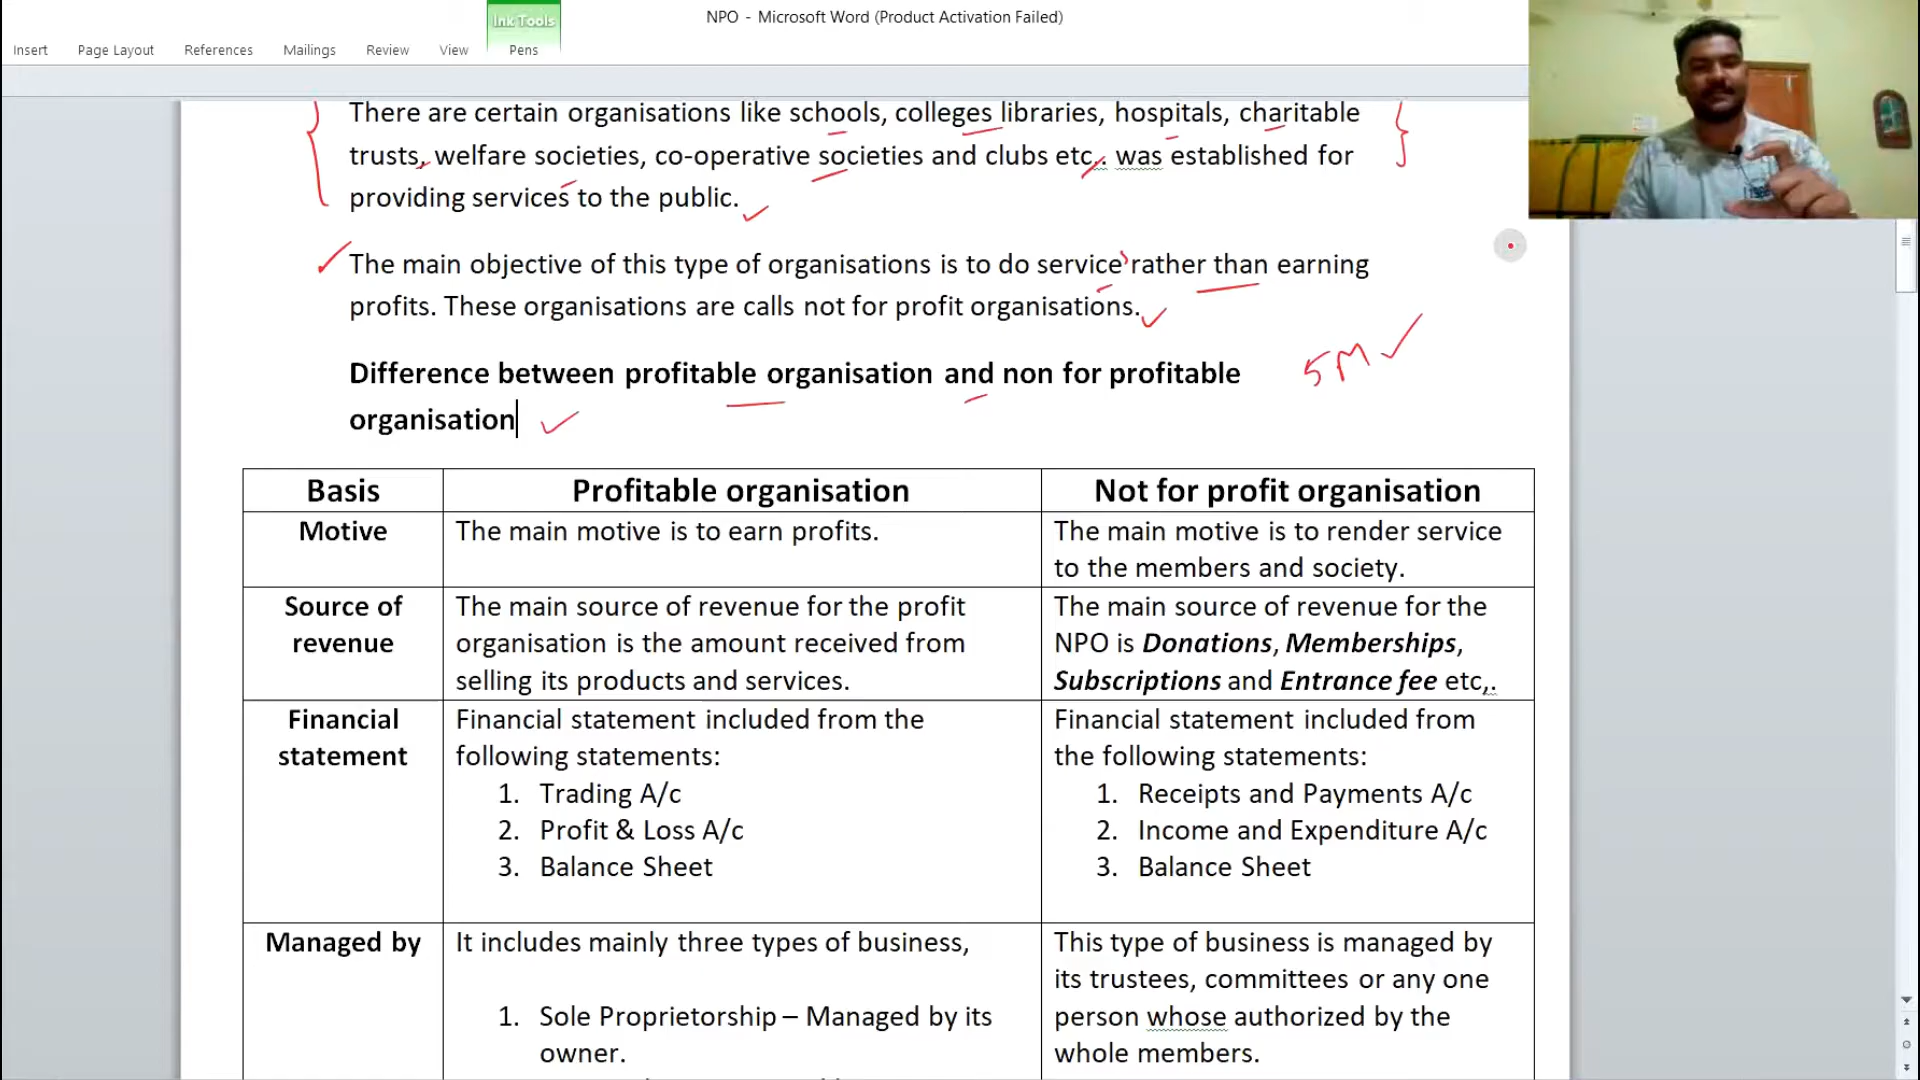 Ink Tools
NPO - Microsoft Word (Product Activation Failed)
Insert Page Layout References Mailings Review View Pens
There are certain organisations like schools, colleges libraries, hospitals, charitable
trusts, welfare societies, co-operative societies and clubs etc,. was established for
providing services to the public.
The main objective of this type of organisations is to do service rather than earning
profits. These organisations are calls not for profit organisations.
Difference between profitable organisation and non for profitable
organisation
5M
Basis Profitable organisation Not for profit organisation
Motive
The main motive is to earn profits.
The main motive is to render service
to the members and society.
Source of
revenue
The main source of revenue for the profit
organisation is the amount received from
selling its products and services.
The main source of revenue for the
NPO is Donations, Memberships,
Subscriptions and Entrance fee etc,.
Financial
statement
Financial statement included from the
following statements:
1. Trading A/c
2. Profit & Loss A/c
3. Balance Sheet
Financial statement included from
the following statements:
1. Receipts and Payments A/c
2. Income and Expenditure A/c
3. Balance Sheet
Managed by
It includes mainly three types of business,
1. Sole Proprietorship – Managed by its
owner.
This type of business is managed by
its trustees, committees or any one
person whose authorized by the
whole members.